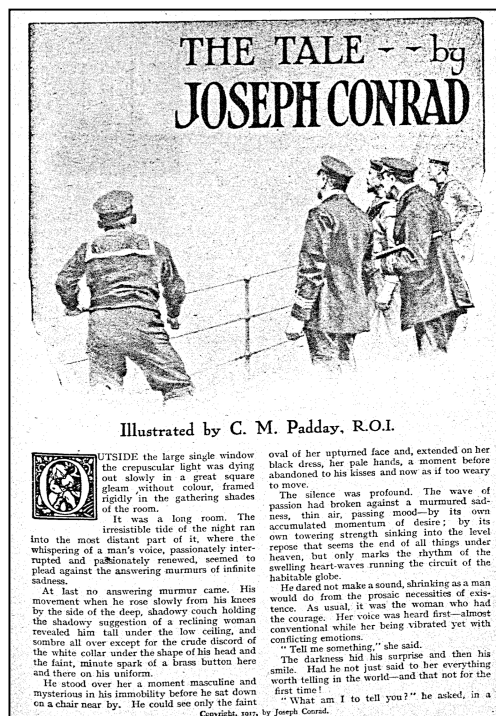 THE TALE - - by
JOSEPH CONRAD
Illustrated by C. M. Padday, R.O.I.
OUTSIDE the large single window
the crepuscular light was dying
out slowly in a great square
gleam without colour, framed
rigidly in the gathering shades
of the room.
It was a long room. The
irresistible tide of the night ran
into the most distant part of it, where the
whispering of a man's voice, passionately inter-
rupted and passionately renewed, seemed to
plead against the answering murmurs of infinite
sadness.
At last no answering murmur came. His
movement when he rose slowly from his knees
by the side of the deep, shadowy couch holding
the shadowy suggestion of a reclining woman
revealed him tall under the low ceiling, and
sombre all over except for the crude discord of
the white collar under the shape of his head and
the faint, minute spark of a brass button here
and there on his uniform.
He stood over her a moment masculine and
mysterious in his immobility before he sat down
on a chair near by. He could see only the faint
oval of her upturned face and, extended on her
black dress, her pale hands, a moment before
abandoned to his kisses and now as if too weary
to move.
The silence was profound. The wave of
passion had broken against a murmured sad-
ness, thin air, passing mood—by its own
accumulated momentum of desire; by its
own towering strength sinking into the level
repose that seems the end of all things under
heaven, but only marks the rhythm of the
swelling heart-waves running the circuit of the
habitable globe.
He dared not make a sound, shrinking as a man
would do from the prosaic necessities of exis-
tence. As usual, it was the woman who had
the courage. Her voice was heard first—almost
conventional while her being vibrated yet with
conflicting emotions.
" Tell me something," she said.
The darkness hid his surprise and then his
smile. Had he not just said to her everything
worth telling in the world—and that not for the
first time!
" What am I to tell you?" he asked, in a
Copyright, 1917, by Joseph Conrad.